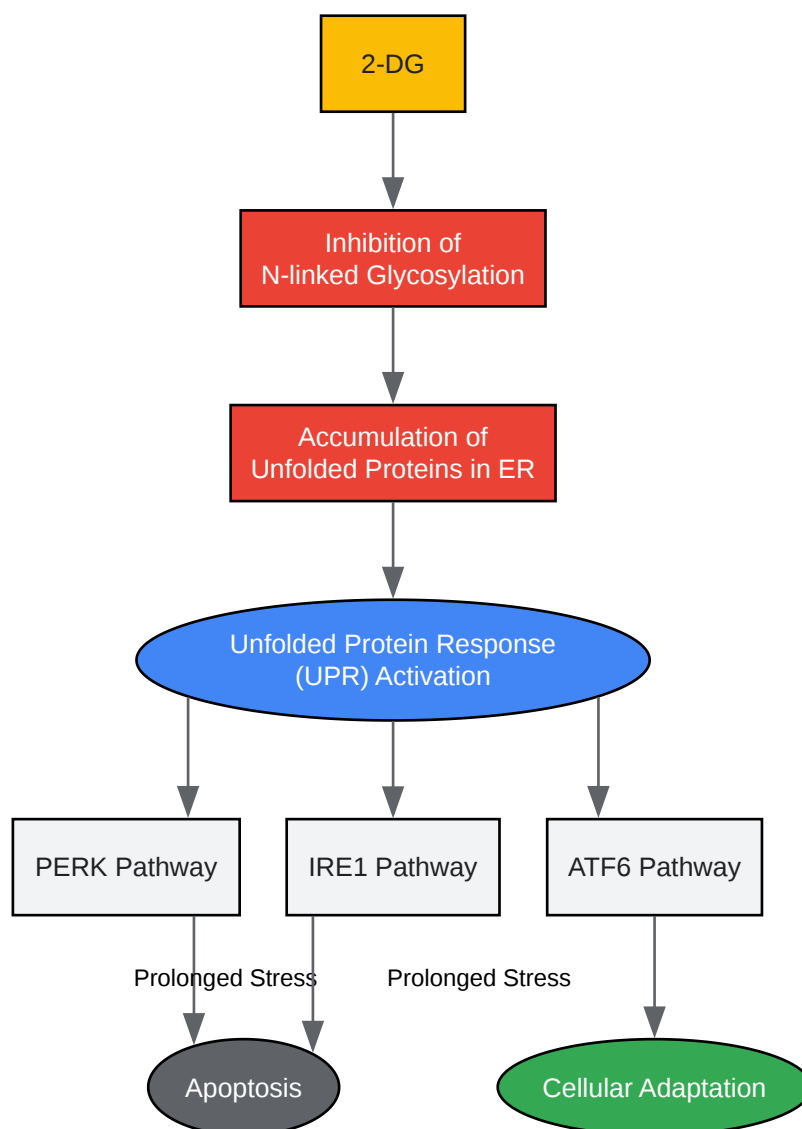 2-DG
Inhibition of
N-linked Glycosylation
Accumulation of
Unfolded Proteins in ER
Unfolded Protein Response
(UPR) Activation
PERK Pathway
IRE1 Pathway
ATF6 Pathway
Prolonged Stress
Prolonged Stress
Apoptosis
Cellular Adaptation